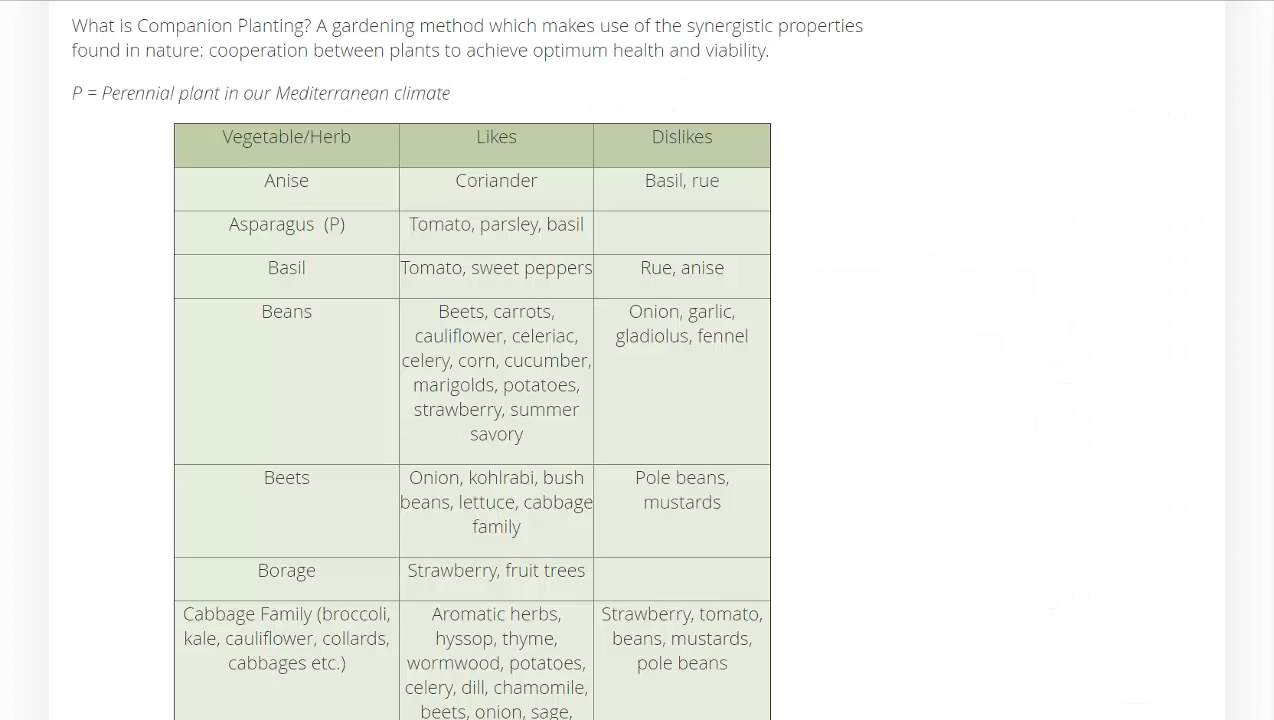 What is Companion Planting? A gardening method which makes use of the synergistic properties
found in nature: cooperation between plants to achieve optimum health and viability.
P = Perennial plant in our Mediterranean climate
Vegetable/Herb Likes Dislikes
Anise Coriander Basil, rue
Asparagus (P) Tomato, parsley, basil
Basil Tomato, sweet peppers Rue, anise
Beans Beets, carrots, Onion, garlic,
cauliflower, celeriac, gladiolus, fennel
celery, corn, cucumber,
marigolds, potatoes,
strawberry, summer
savory
Beets Onion, kohlrabi, bush Pole beans,
beans, lettuce, cabbage mustards
family
Borage Strawberry, fruit trees
Cabbage Family (broccoli, Aromatic herbs, Strawberry, tomato,
kale, cauliflower, collards, hyssop, thyme, beans, mustards,
cabbages etc.) wormwood, potatoes, pole beans
celery, dill, chamomile,
beets, onion, sage,